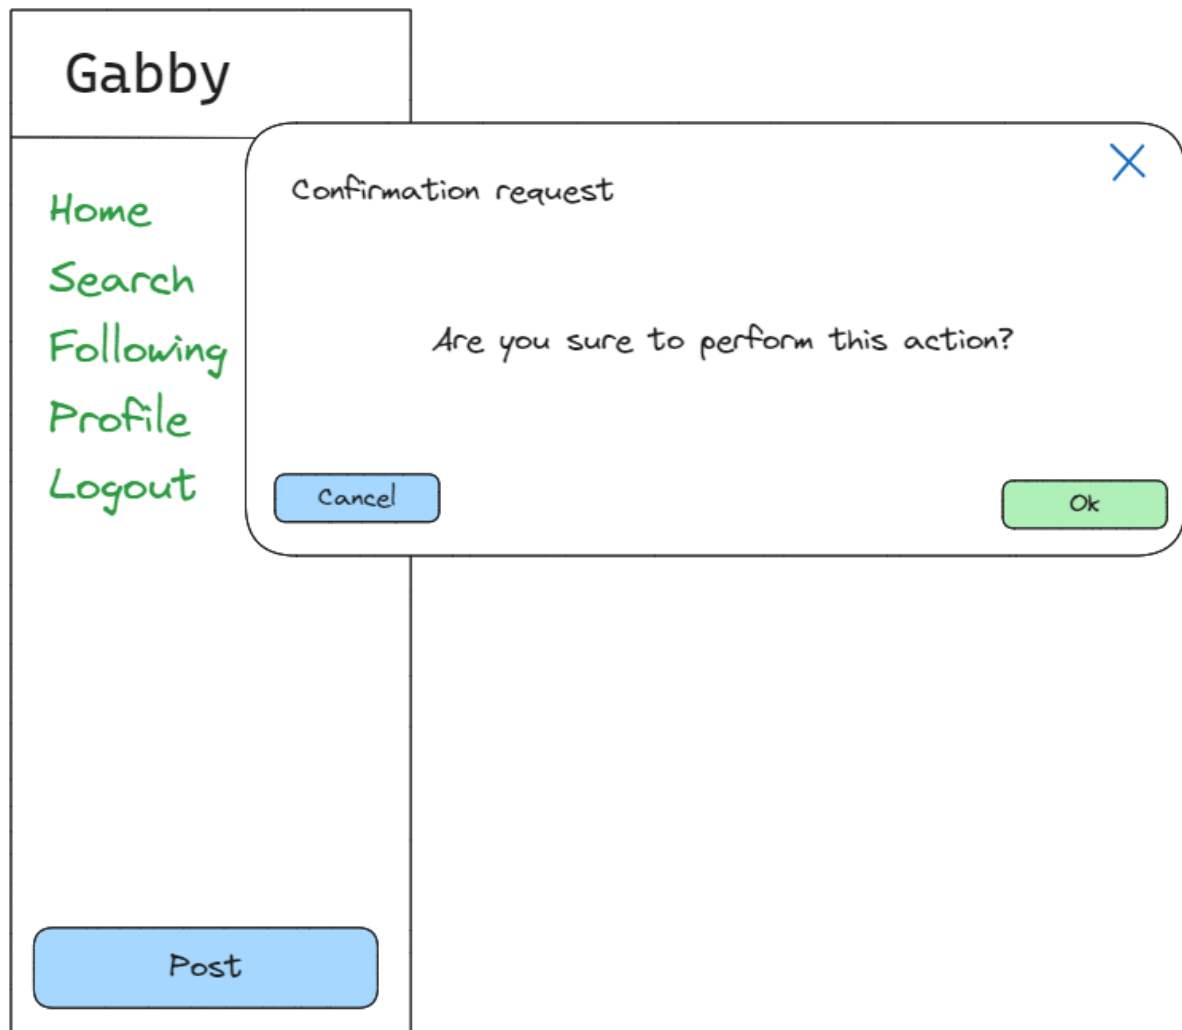 Gabby
Home
Search
Following
Profile
Logout
Post
Confirmation request
Are you sure to perform this action?
Cancel
Ok